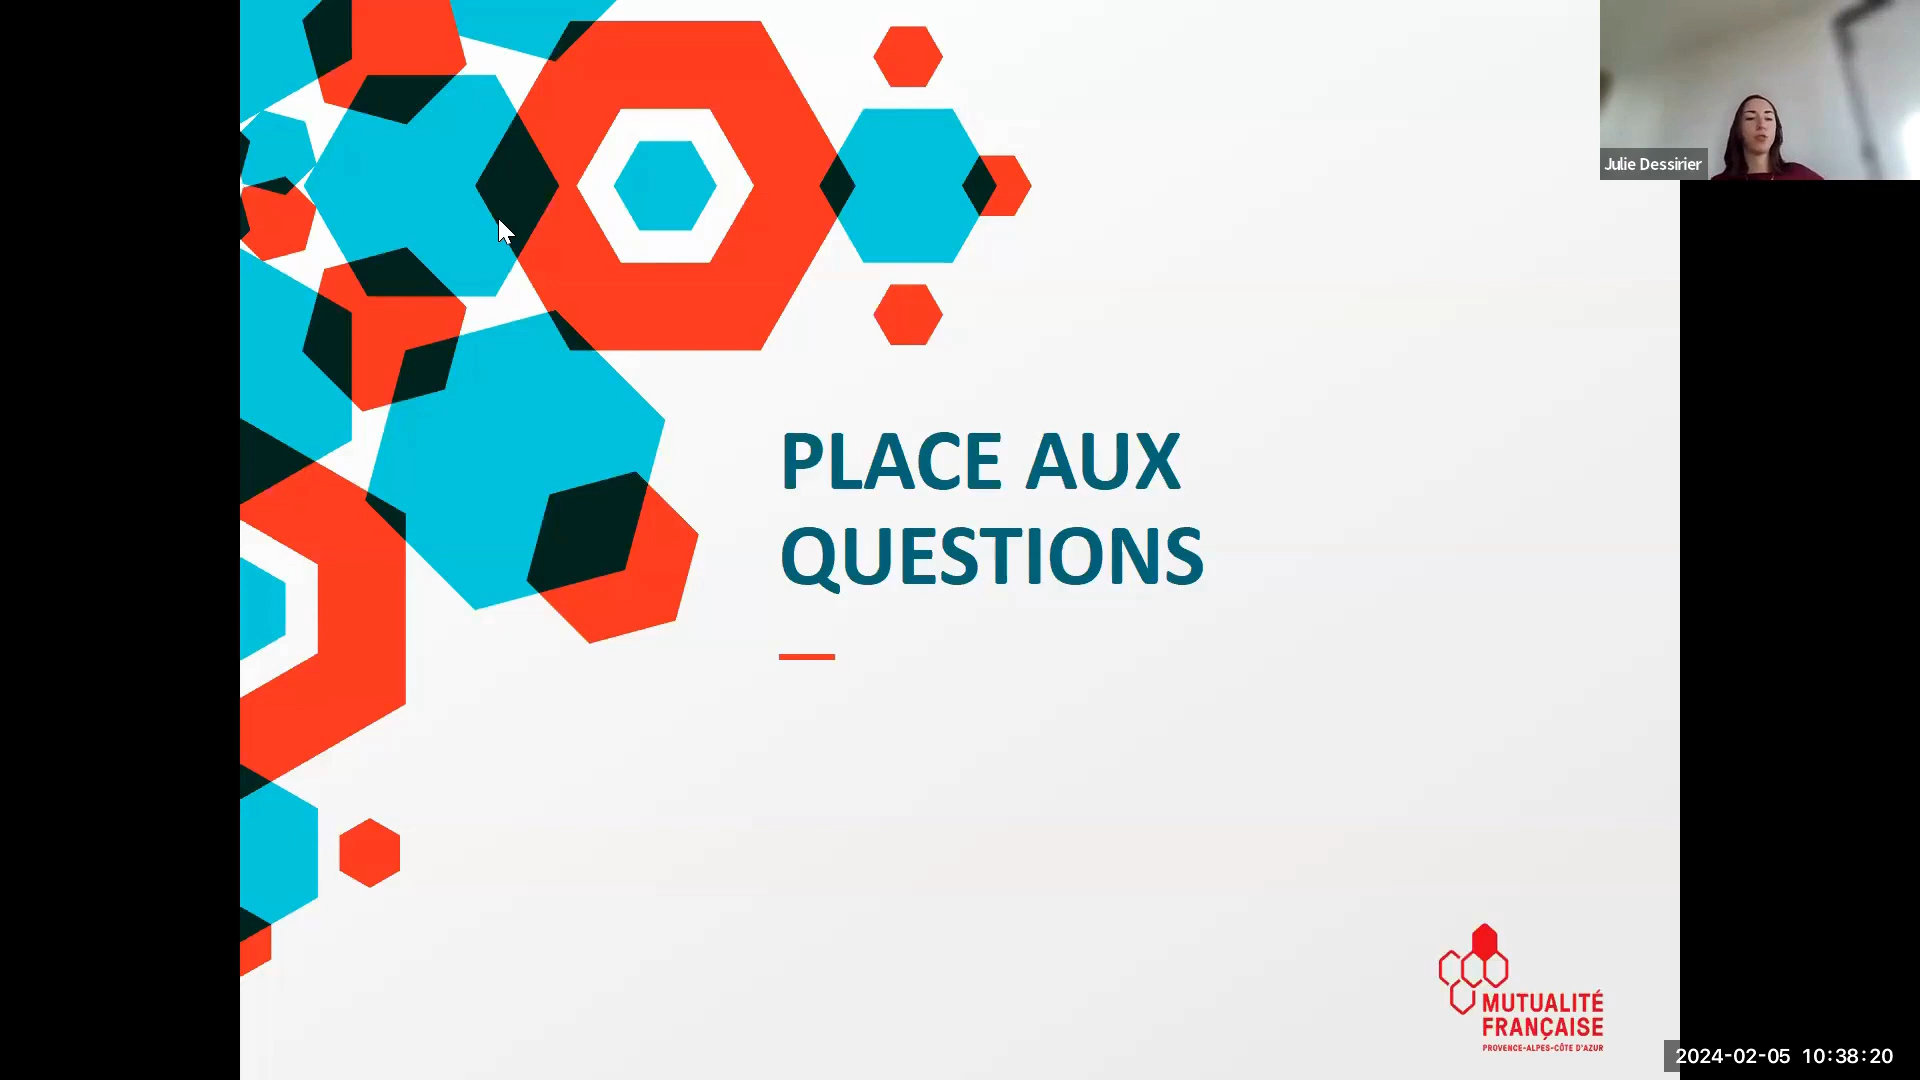 Julie Dessirier
PLACE AUX
QUESTIONS
MUTUALITÉ
FRANÇAISE
PROVENCE-ALPES-CÔTE D'AZUR
2024-02-05 10:38:20